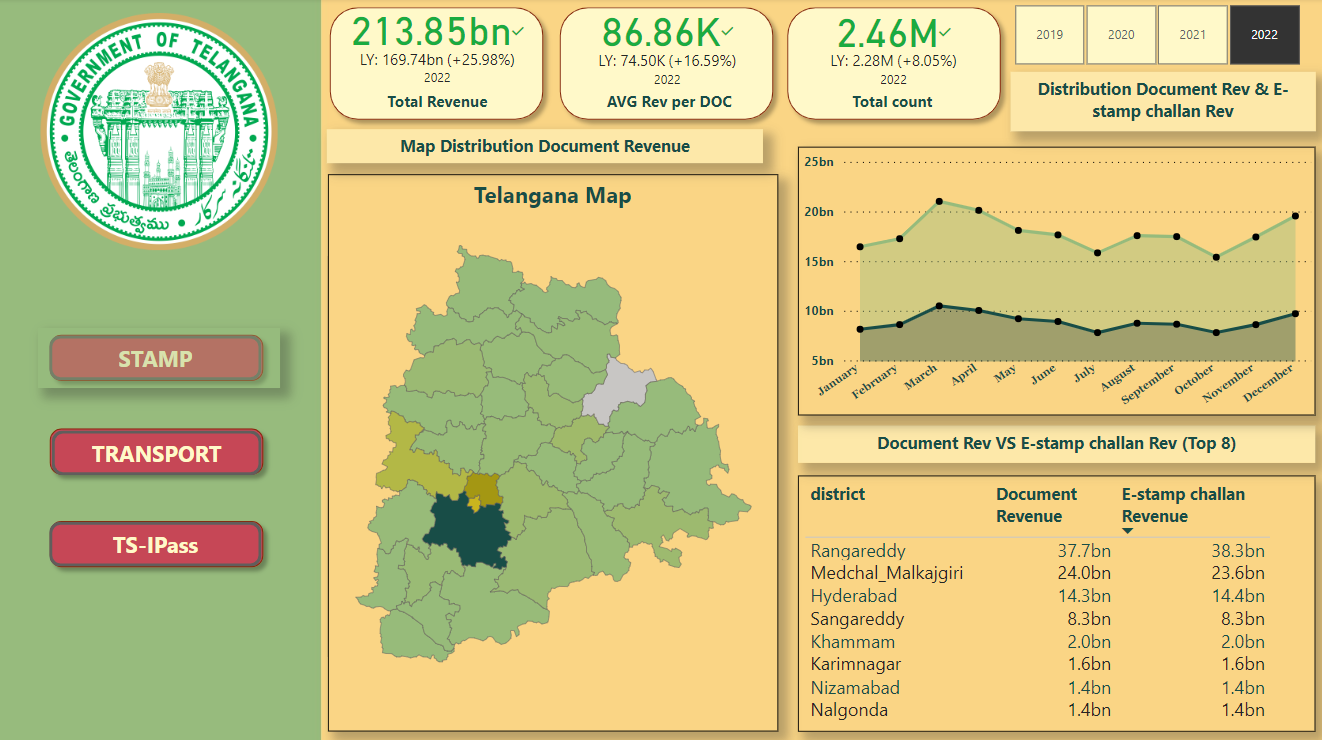 GOVERNMENT OF TELANGANA
తెలంగాణ ప్రభుత్వము
STAMP
TRANSPORT
TS-IPass
213.85bn✓
LY: 169.74bn (+25.98%)
2022
Total Revenue
86.86K✓
LY: 74.50K (+16.59%)
2022
AVG Rev per DOC
2.46M✓
LY: 2.28M (+8.05%)
2022
Total count
2019
2020
2021
2022
Distribution Document Rev & E-
stamp challan Rev
Map Distribution Document Revenue
Telangana Map
25bn
20bn
15bn
10bn
5bn
January
February
March
April
May
June
July
August
September
October
November
December
Document Rev VS E-stamp challan Rev (Top 8)
district Document Revenue E-stamp challan Revenue
Rangareddy 37.7bn 38.3bn
Medchal_Malkajgiri 24.0bn 23.6bn
Hyderabad 14.3bn 14.4bn
Sangareddy 8.3bn 8.3bn
Khammam 2.0bn 2.0bn
Karimnagar 1.6bn 1.6bn
Nizamabad 1.4bn 1.4bn
Nalgonda 1.4bn 1.4bn